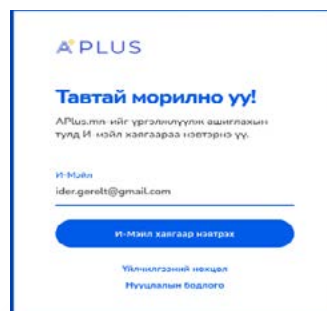 APLUS
Тавтай морилно уу!
APlus.mn-ийг үргэлжлүүлэн ашиглахын
тулд И-мэйл хаягаараа нэвтэрнэ үү.
И-Мэйл
ider.gerelt@gmail.com
И-Мэйл хаягаар нэвтрэх
Үйлчилгээний нөхцөл
Нууцлалын бодлого